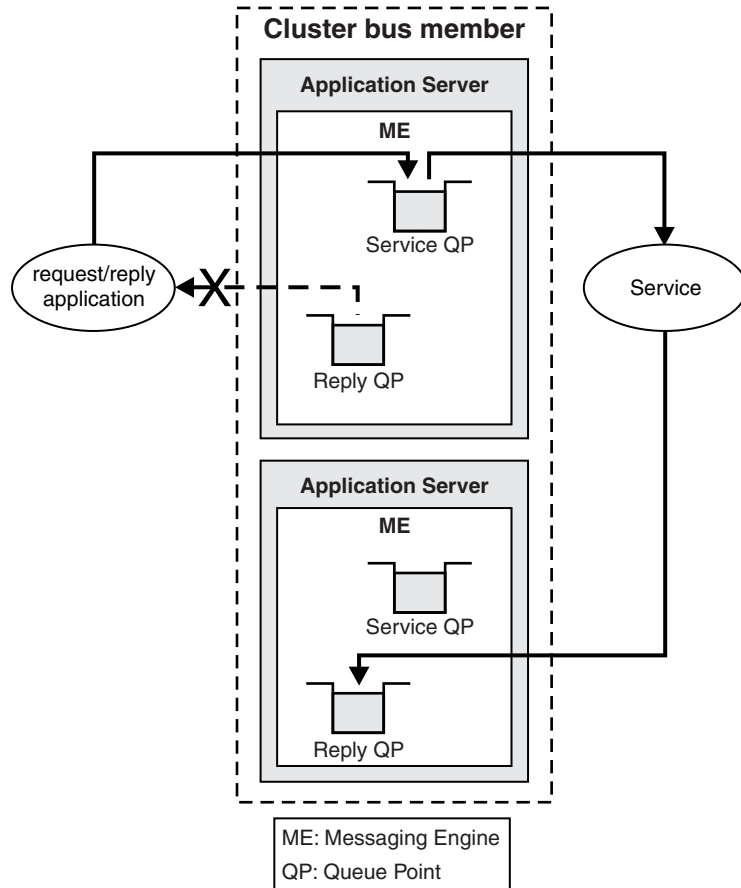 Cluster bus member
Application Server
ME
Service QP
request/reply
application
Service
Reply QP
Application Server
ME
Service QP
Reply QP
ME: Messaging Engine
QP: Queue Point